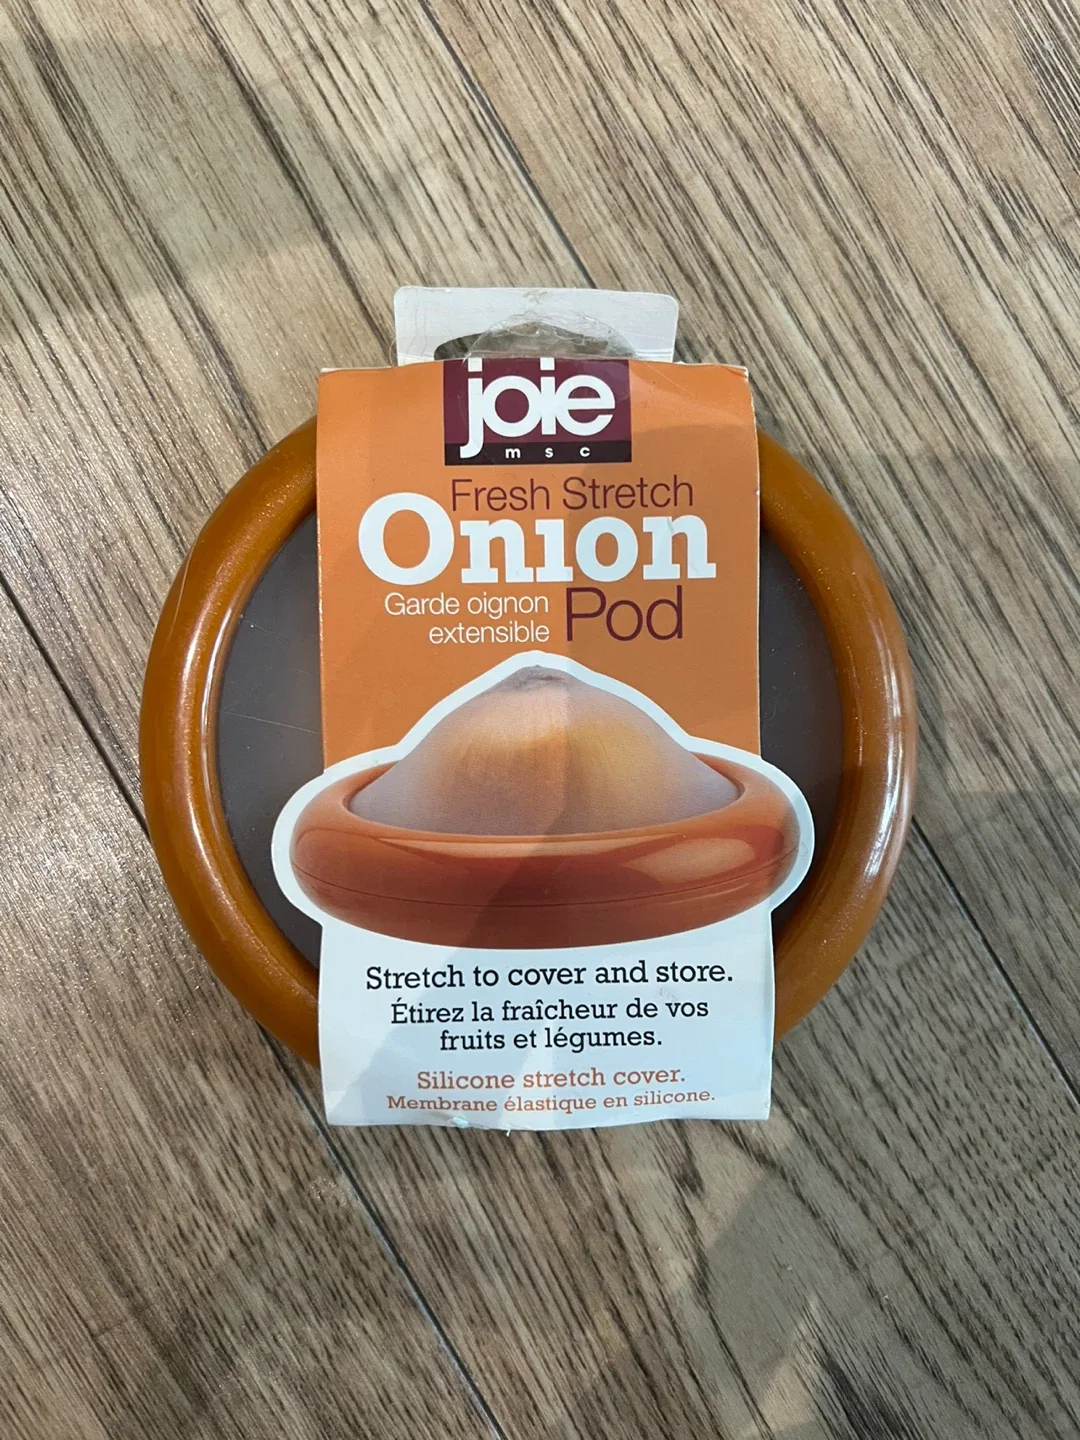 joie
msc
Fresh Stretch
Onion
Garde oignon
extensible
Pod
Stretch to cover and store.
Étirez la fraîcheur de vos
fruits et légumes.
Silicone stretch cover.
Membrane élastique en silicone.